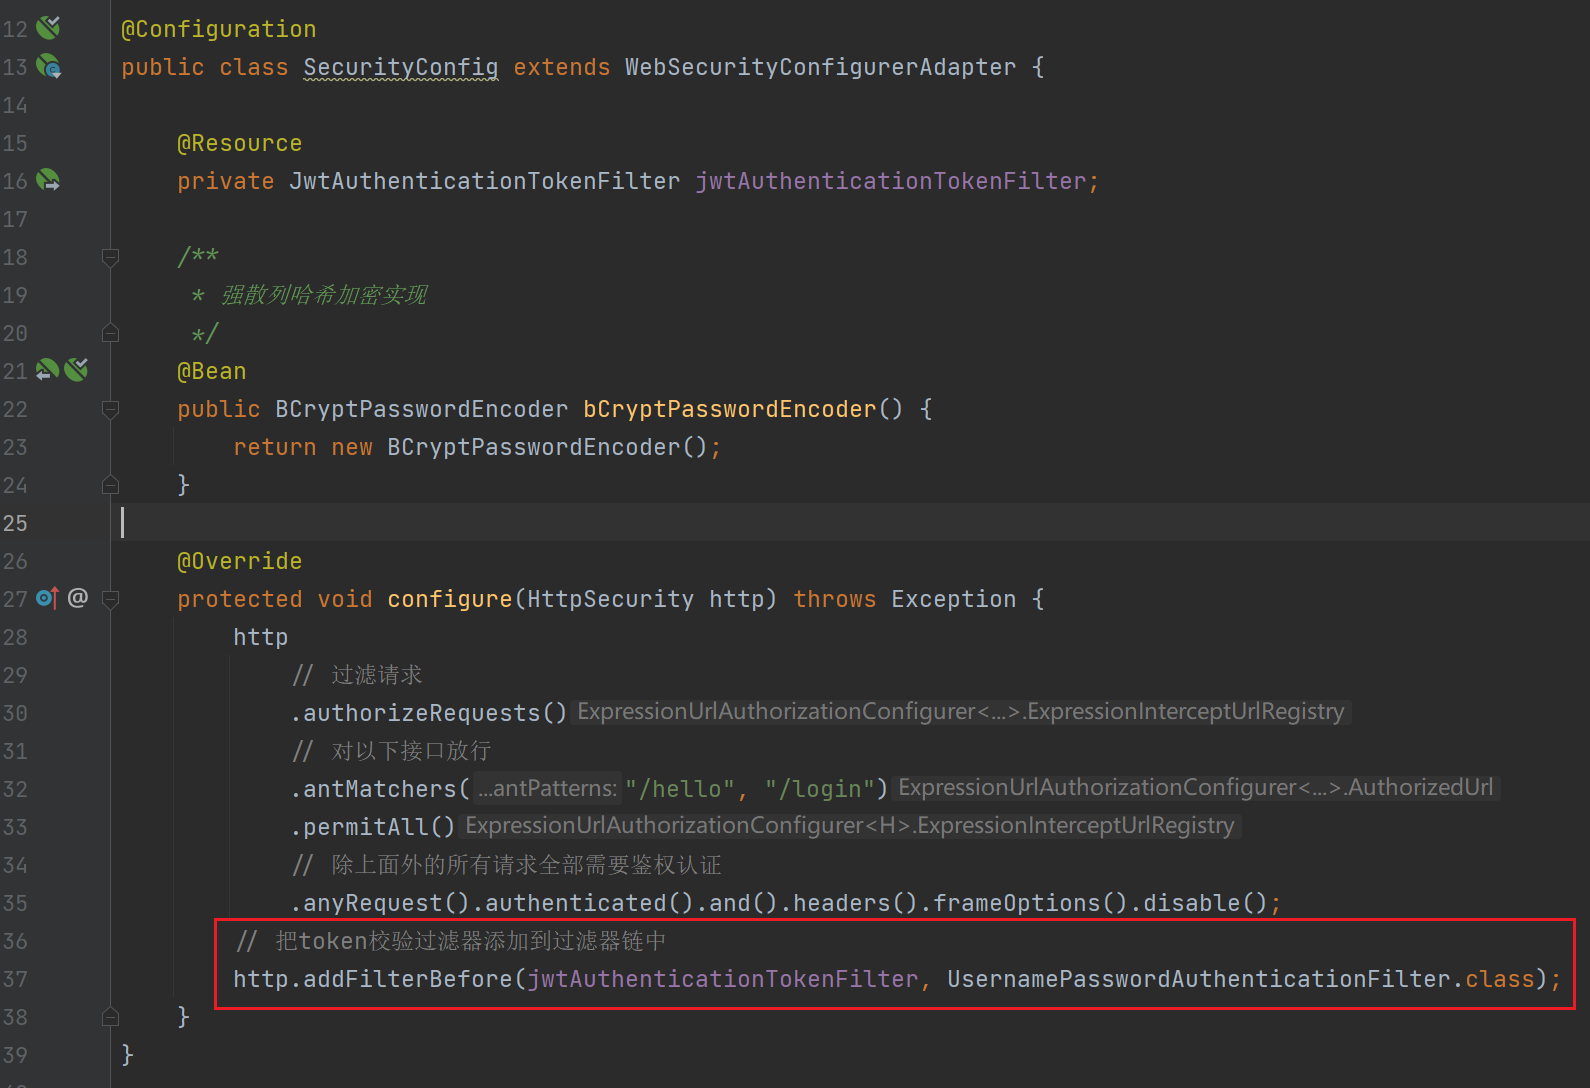 12 @Configuration
13 public class SecurityConfig extends WebSecurityConfigurerAdapter {
14
15 @Resource
16 private JwtAuthenticationTokenFilter jwtAuthenticationTokenFilter;
17
18 /**
19 * 强散列哈希加密实现
20 */
21 @Bean
22 public BCryptPasswordEncoder bCryptPasswordEncoder() {
23 return new BCryptPasswordEncoder();
24 }
25
26 @Override
27 @ protected void configure(HttpSecurity http) throws Exception {
28 http
29 // 过滤请求
30 .authorizeRequests() ExpressionUrlAuthorizationConfigurer<...>.ExpressionInterceptUrlRegistry
31 // 对以下接口放行
32 .antMatchers( ...antPatterns: "/hello", "/login") ExpressionUrlAuthorizationConfigurer<...>.AuthorizedUrl
33 .permitAll() ExpressionUrlAuthorizationConfigurer<H>.ExpressionInterceptUrlRegistry
34 // 除上面外的所有请求全部需要鉴权认证
35 .anyRequest().authenticated().and().headers().frameOptions().disable();
36 // 把token校验过滤器添加到过滤器链中
37 http.addFilterBefore(jwtAuthenticationTokenFilter, UsernamePasswordAuthenticationFilter.class);
38 }
39 }